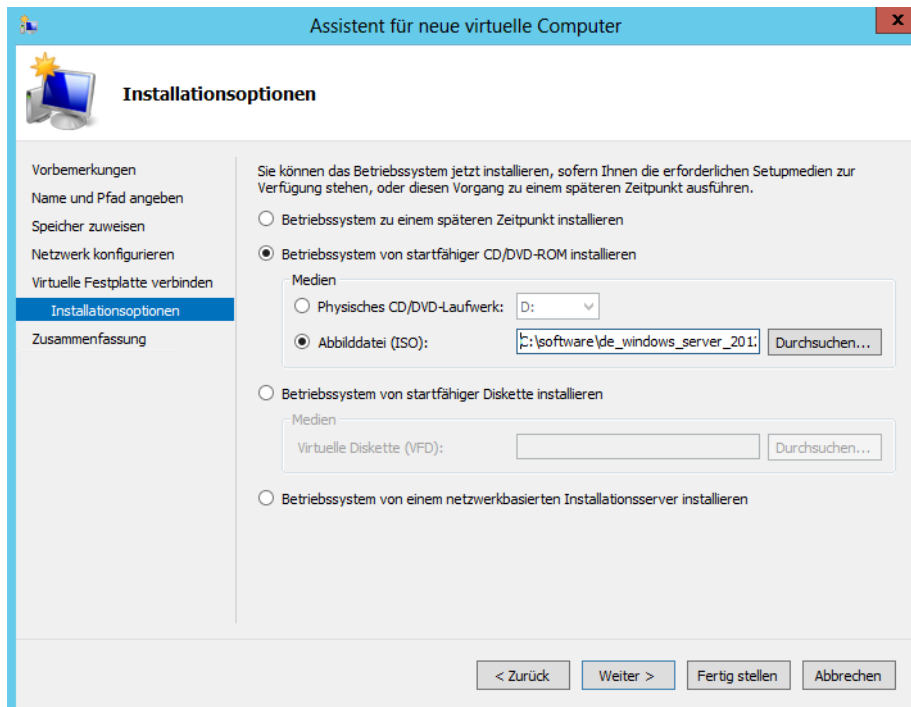 Assistent für neue virtuelle Computer
x
Installationsoptionen
Vorbemerkungen
Name und Pfad angeben
Speicher zuweisen
Netzwerk konfigurieren
Virtuelle Festplatte verbinden
Installationsoptionen
Zusammenfassung
Sie können das Betriebssystem jetzt installieren, sofern Ihnen die erforderlichen Setupmedien zur
Verfügung stehen, oder diesen Vorgang zu einem späteren Zeitpunkt ausführen.
Betriebssystem zu einem späteren Zeitpunkt installieren
Betriebssystem von startfähiger CD/DVD-ROM installieren
Medien
Physisches CD/DVD-Laufwerk: D:
Abbilddatei (ISO): C:\software\de_windows_server_201 Durchsuchen...
Betriebssystem von startfähiger Diskette installieren
Medien
Virtuelle Diskette (VFD): Durchsuchen...
Betriebssystem von einem netzwerkbasierten Installationsserver installieren
< Zurück Weiter > Fertig stellen Abbrechen